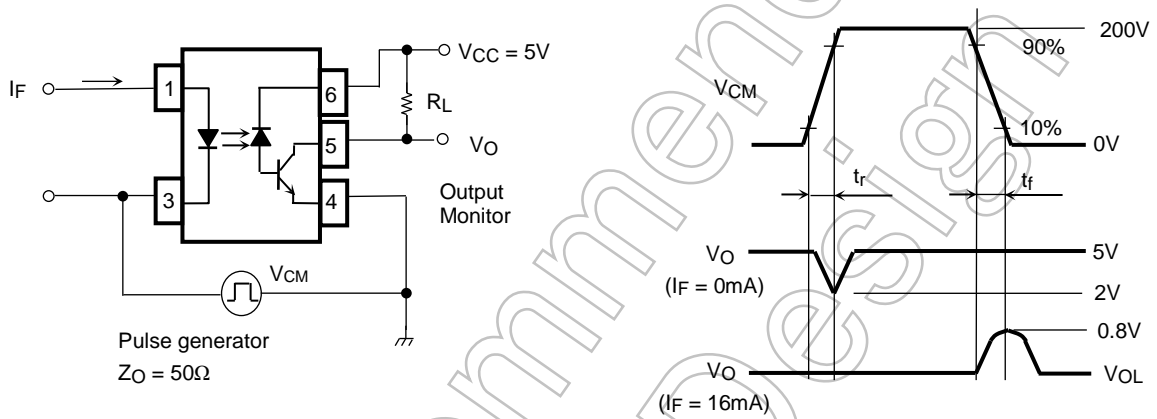 IF
1
3
6
5
4
VCC = 5V
RL
VO
Output
Monitor
VCM
Pulse generator
ZO = 50Ω
VCM
200V
90%
10%
0V
tr
tf
VO
(IF = 0mA)
5V
2V
0.8V
VO
(IF = 16mA)
VOL